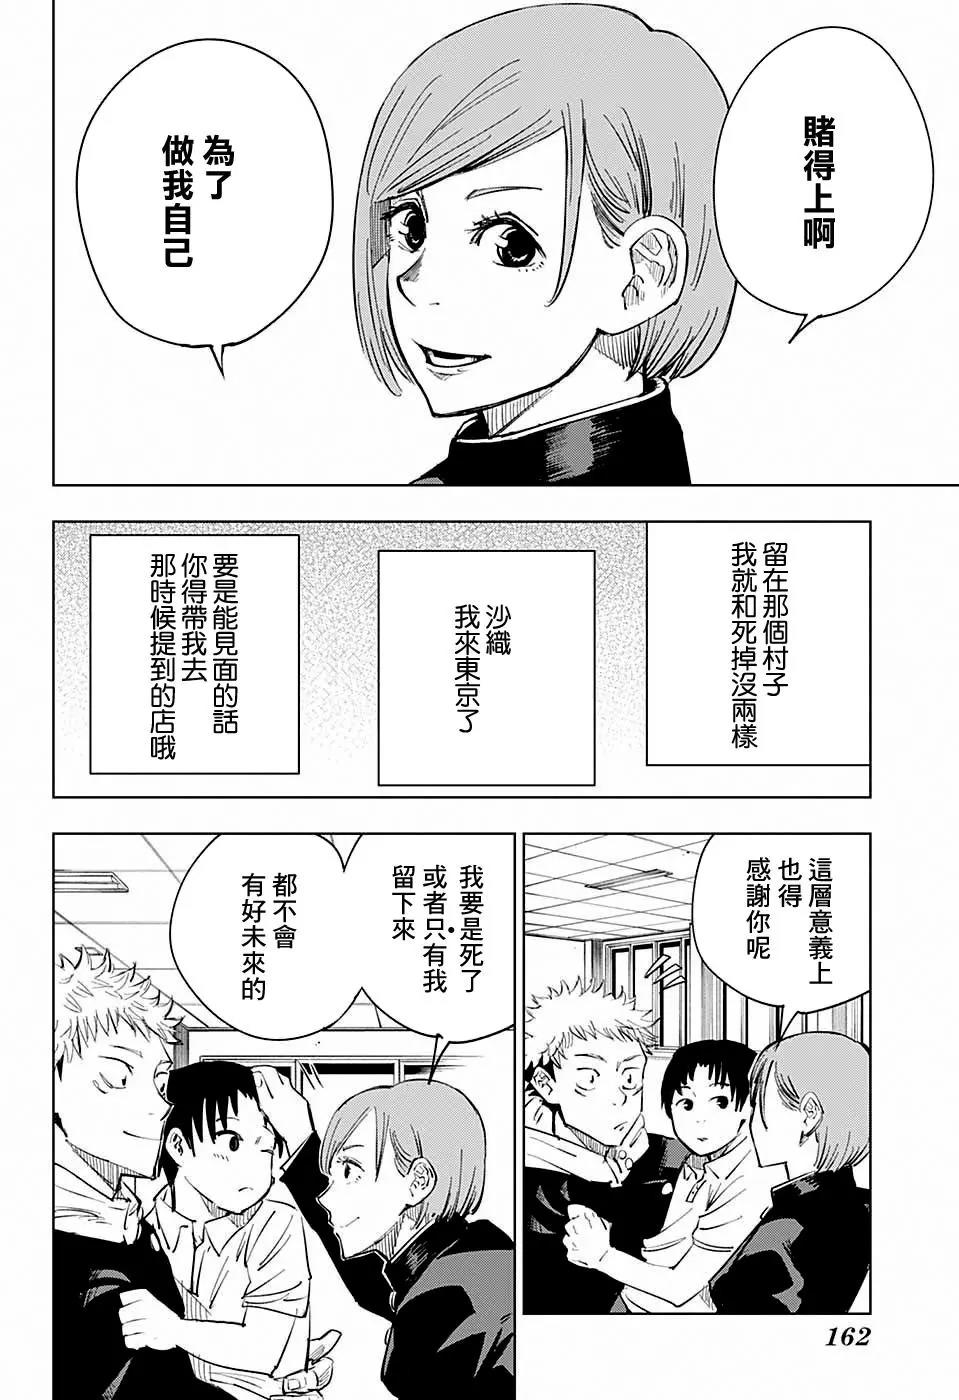 賭得上啊
為了
做我自己
留在那個村子
我就和死掉沒兩樣
沙織
我來東京了
要是能見面的話
你得帶我去
那時候提到的店哦
這層意義上
也得
感謝你呢
我要是死了
或者只有我
留下來
都不會
有好未來的
162